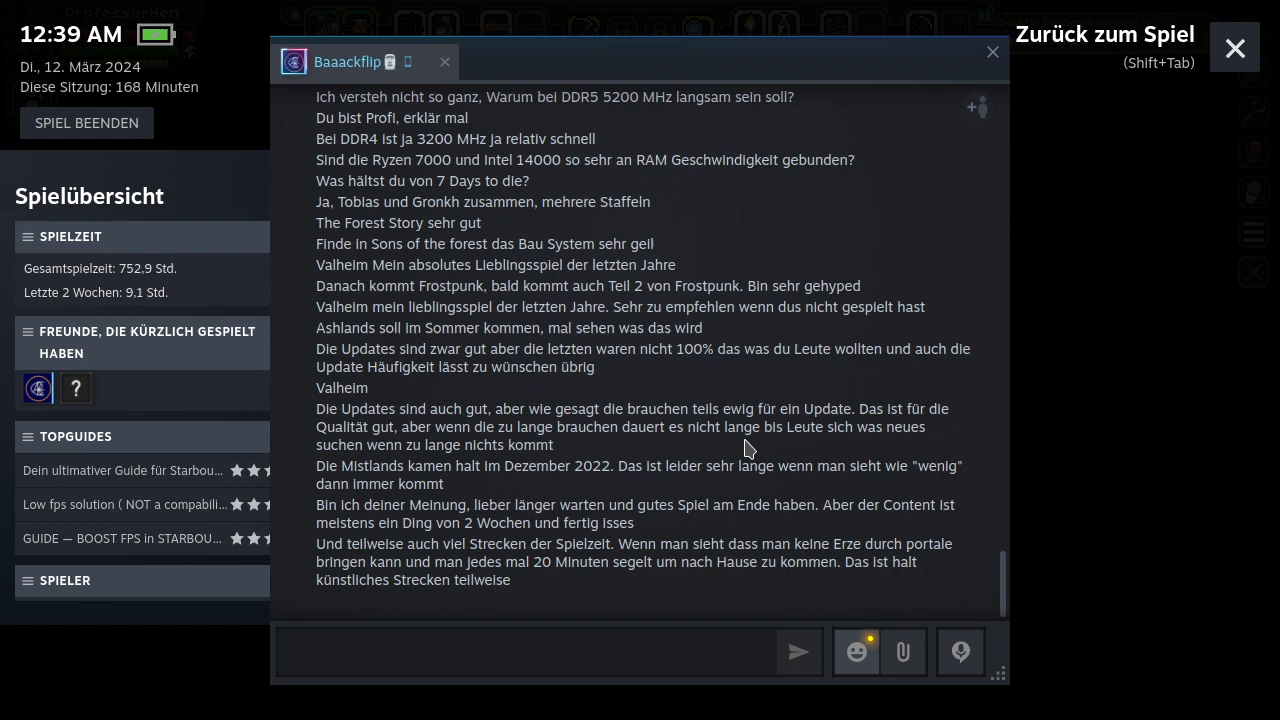 ProfessorHen
12:39 AM
Di., 12. März 2024
Diese Sitzung: 168 Minuten
SPIEL BEENDEN
Zurück zum Spiel
(Shift+Tab)
Spielübersicht
SPIELZEIT
Gesamtspielzeit: 752,9 Std.
Letzte 2 Wochen: 9,1 Std.
FREUNDE, DIE KÜRZLICH GESPIELT
HABEN
?
TOPGUIDES
Dein ultimativer Guide für Starbou...
Low fps solution ( NOT a compabili...
GUIDE — BOOST FPS in STARBOU...
SPIELER
Baaackflip
Ich versteh nicht so ganz, Warum bei DDR5 5200 MHz langsam sein soll?
Du bist Profi, erklär mal
Bei DDR4 ist ja 3200 MHz ja relativ schnell
Sind die Ryzen 7000 und Intel 14000 so sehr an RAM Geschwindigkeit gebunden?
Was hältst du von 7 Days to die?
Ja, Tobias und Gronkh zusammen, mehrere Staffeln
The Forest Story sehr gut
Finde in Sons of the forest das Bau System sehr geil
Valheim Mein absolutes Lieblingsspiel der letzten Jahre
Danach kommt Frostpunk, bald kommt auch Teil 2 von Frostpunk. Bin sehr gehyped
Valheim mein lieblingsspiel der letzten Jahre. Sehr zu empfehlen wenn dus nicht gespielt hast
Ashlands soll im Sommer kommen, mal sehen was das wird
Die Updates sind zwar gut aber die letzten waren nicht 100% das was du Leute wollten und auch die
Update Häufigkeit lässt zu wünschen übrig
Valheim
Die Updates sind auch gut, aber wie gesagt die brauchen teils ewig für ein Update. Das ist für die
Qualität gut, aber wenn die zu lange brauchen dauert es nicht lange bis Leute sich was neues
suchen wenn zu lange nichts kommt
Die Mistlands kamen halt im Dezember 2022. Das ist leider sehr lange wenn man sieht wie "wenig"
dann immer kommt
Bin ich deiner Meinung, lieber länger warten und gutes Spiel am Ende haben. Aber der Content ist
meistens ein Ding von 2 Wochen und fertig isses
Und teilweise auch viel Strecken der Spielzeit. Wenn man sieht dass man keine Erze durch portale
bringen kann und man jedes mal 20 Minuten segelt um nach Hause zu kommen. Das ist halt
künstliches Strecken teilweise